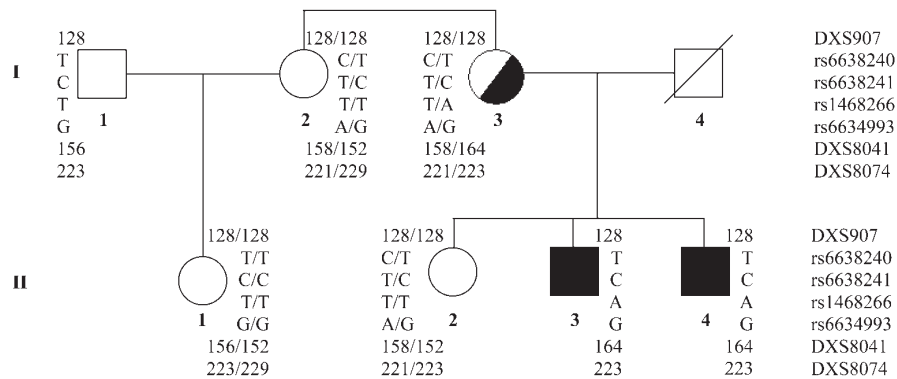 128 128/128 128/128 DXS907
T C/T C/T rs6638240
I C T/C T/C rs6638241
T T/T T/A rs1468266
1 2 3 4
G A/G A/G rs6634993
156 158/152 158/164 DXS8041
223 221/229 221/223 DXS8074
128/128 128/128 128 128 DXS907
T/T C/T T T rs6638240
II C/C T/C C C rs6638241
T/T T/T A A rs1468266
1 2 3 4
G/G A/G G G rs6634993
156/152 158/152 164 164 DXS8041
223/229 221/223 223 223 DXS8074